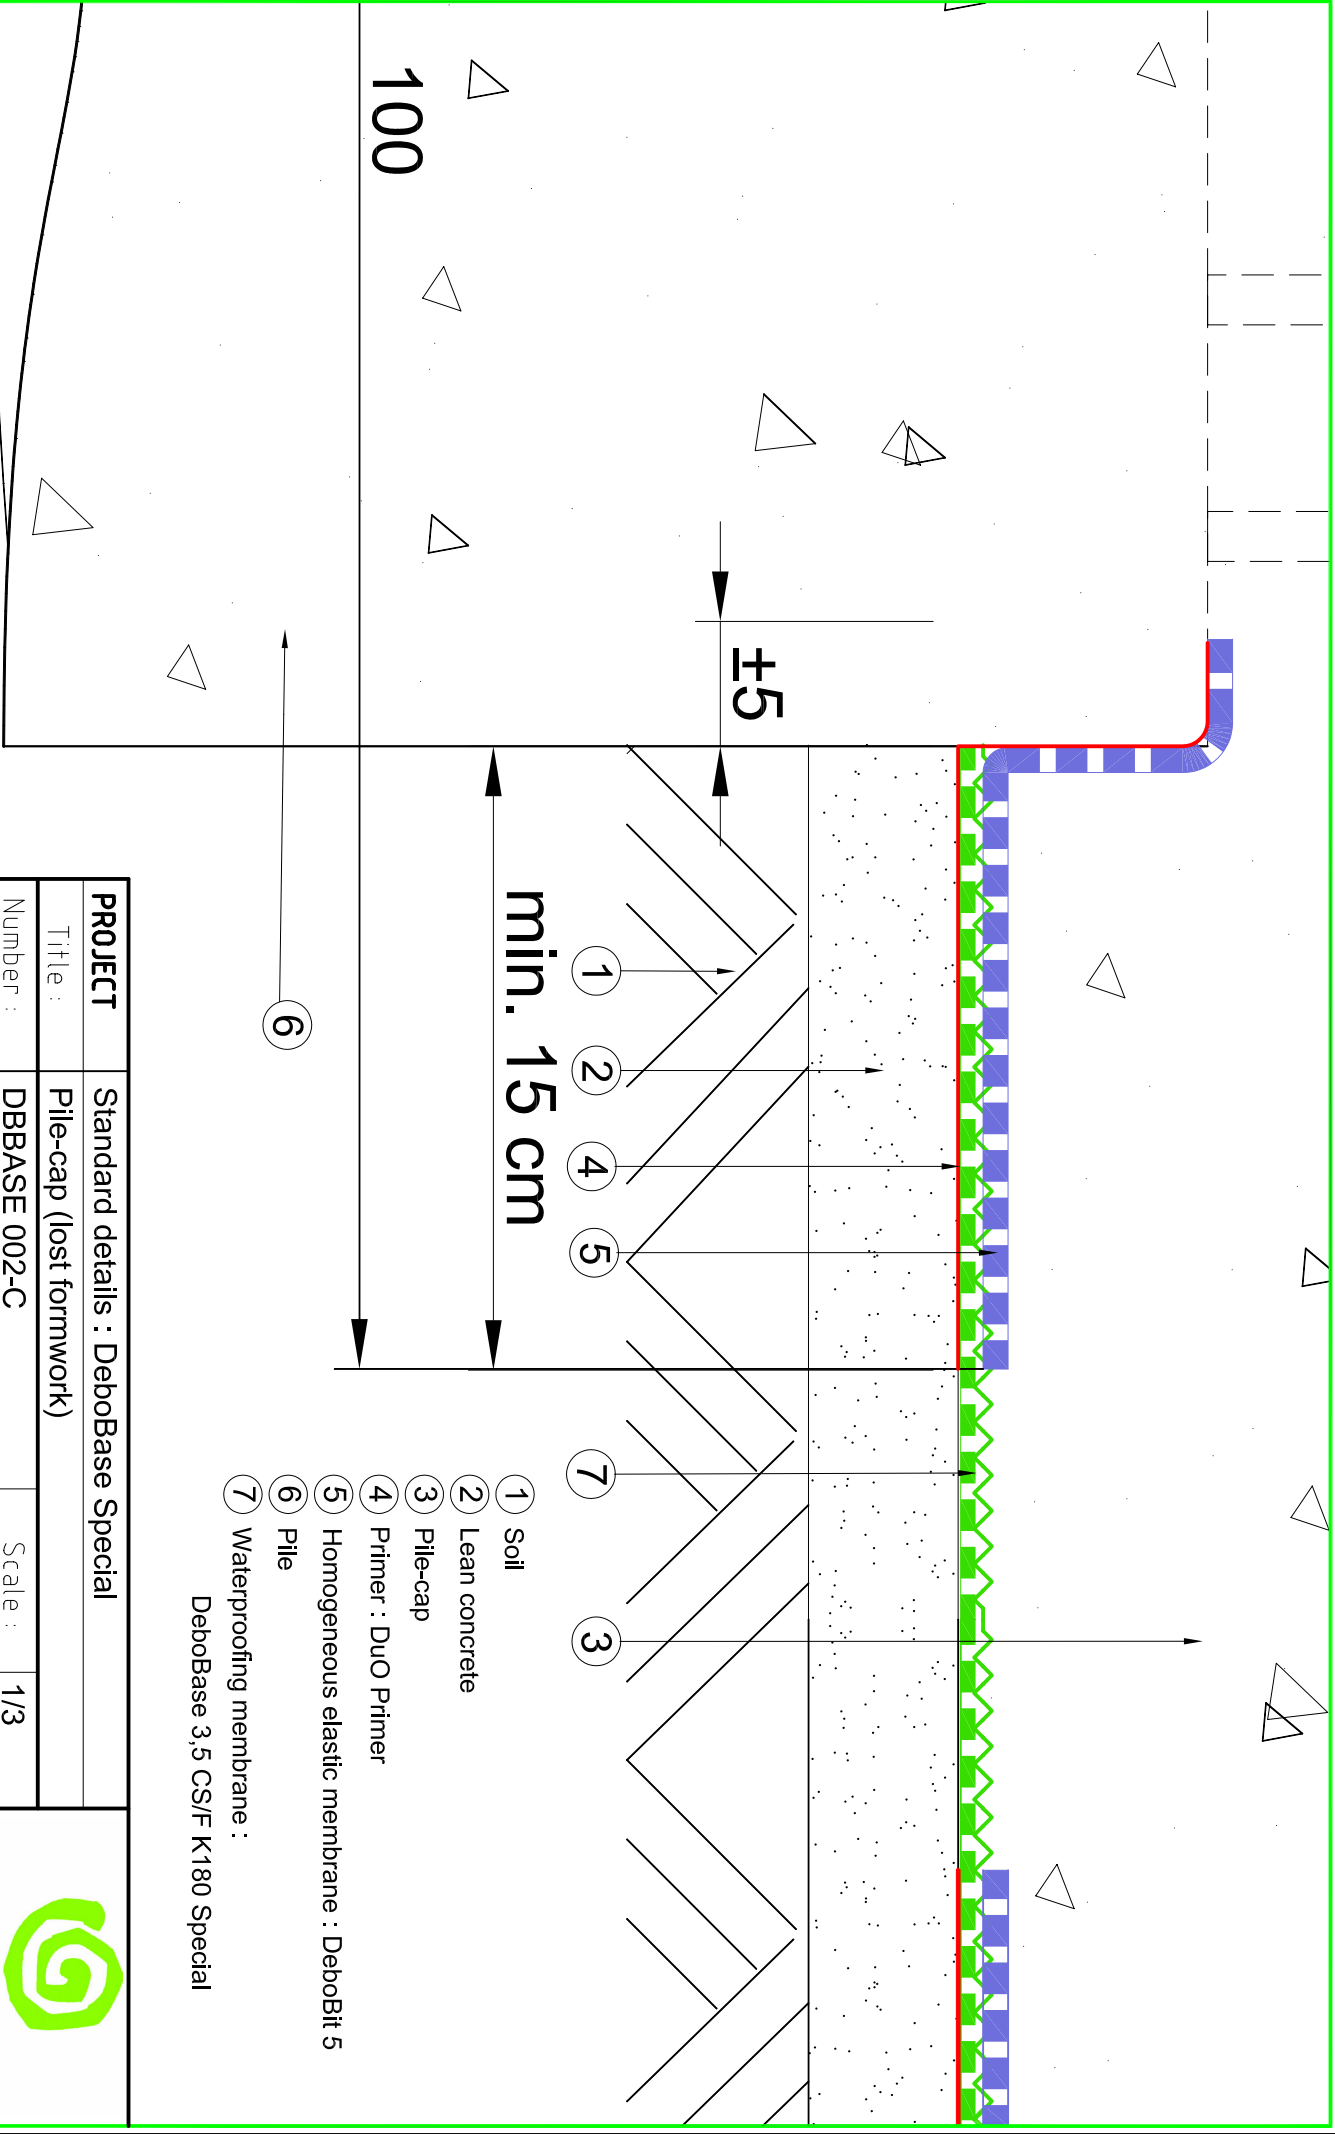 100
±5
min. 15 cm
1
2
4
5
7
3
6
1 Soil
2 Lean concrete
3 Pile-cap
4 Primer : DuO Primer
5 Homogeneous elastic membrane : DeboBit 5
6 Pile
7 Waterproofing membrane :
DeboBase 3,5 CS/F K180 Special
PROJECT Standard details : DeboBase Special
Title : Pile-cap (lost formwork)
Number : DBBASE 002-C Scale : 1/3